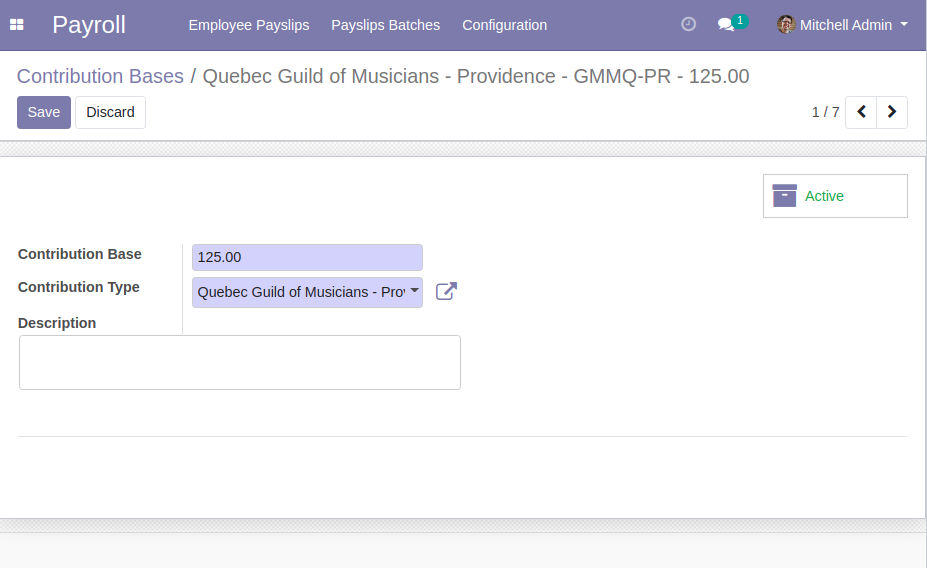 Payroll Employee Payslips Payslips Batches Configuration 1 Mitchell Admin
Contribution Bases / Quebec Guild of Musicians - Providence - GMMQ-PR - 125.00
Save Discard 1 / 7
Active
Contribution Base 125.00
Contribution Type Quebec Guild of Musicians - Prov
Description